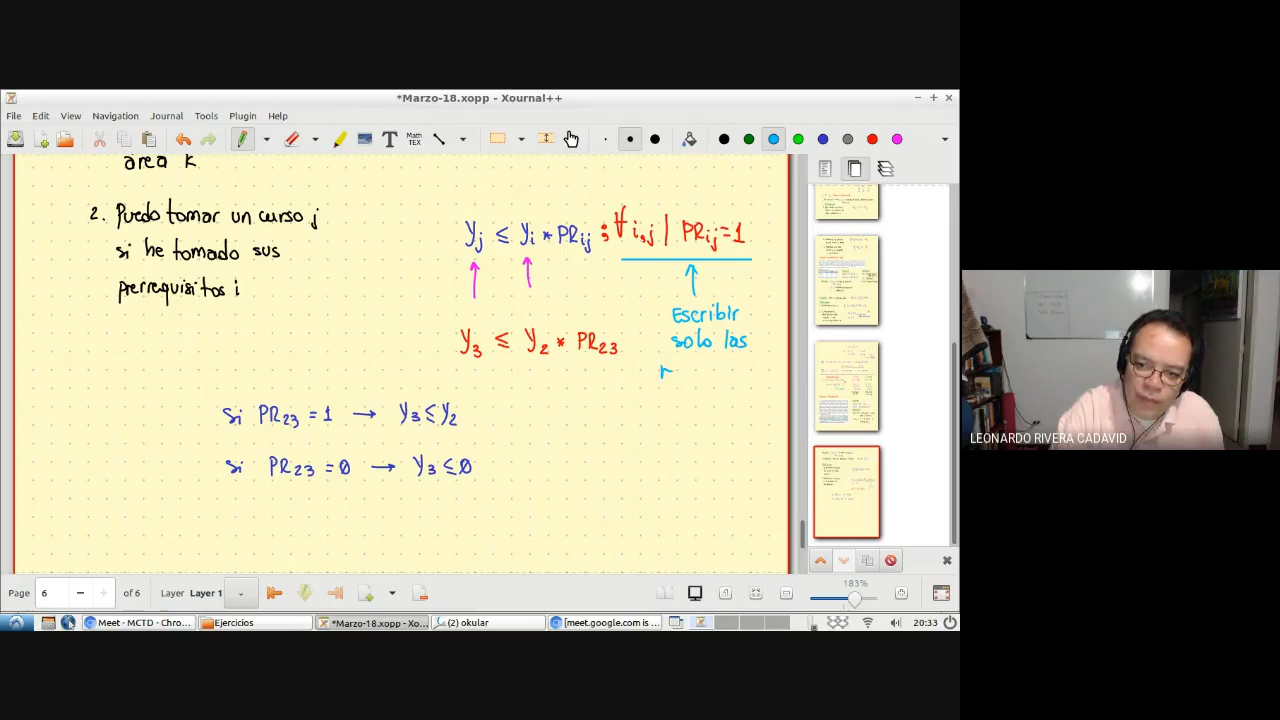 *Marzo-18.xopp - Xournal++
File Edit View Navigation Journal Tools Plugin Help
T Math TEX
área K
2. Puedo tomar un curso j
si he tomado sus
prerrequisitos i
Yj ≤ Yi * PRij ; ∀ i,j | PRij=1
Y3 ≤ Y2 * PR23
Escribir
solo las
r
si PR23 = 1 → Y3 ≤ Y2
si PR23 = 0 → Y3 ≤ 0
LEONARDO RIVERA CADAVID
Page 6 of 6 Layer Layer 1 183%
Meet - MCTD - Chro... Ejercicios *Marzo-18.xopp - Xo... (2) okular [meet.google.com is ... 20:33